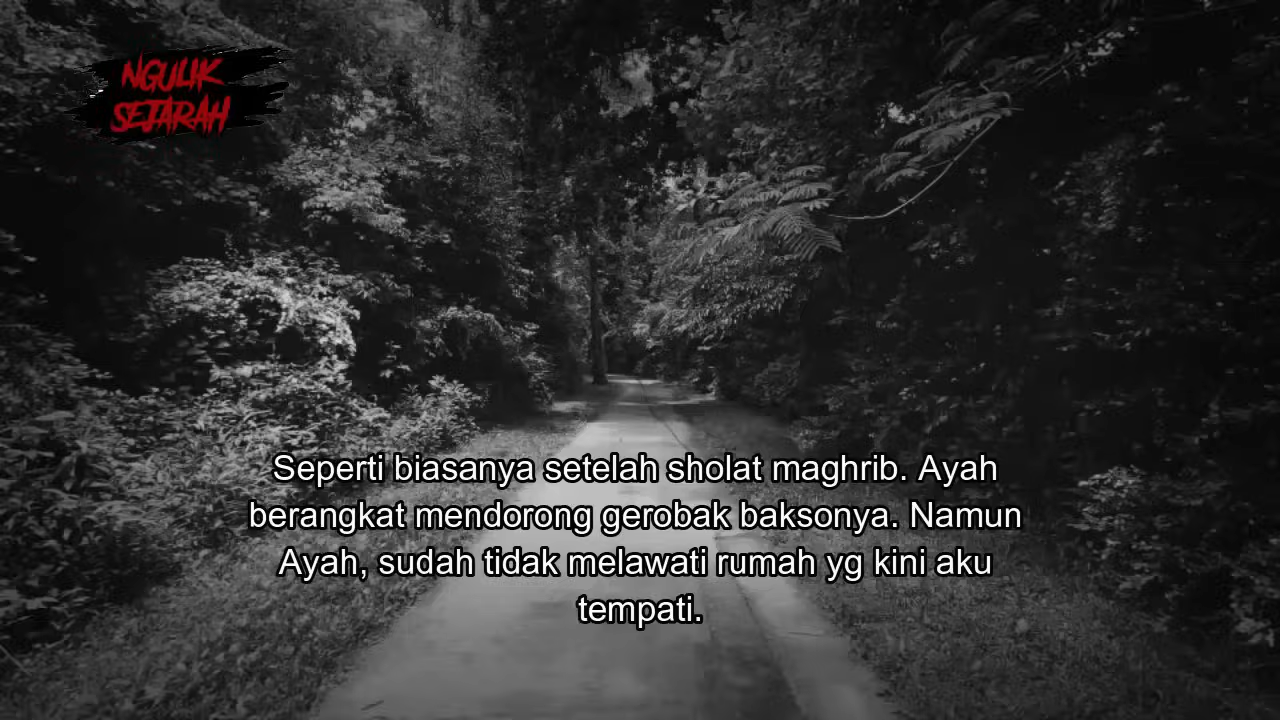 NGULIK
SEJARAH
Seperti biasanya setelah sholat maghrib. Ayah
berangkat mendorong gerobak baksonya. Namun
Ayah, sudah tidak melawati rumah yg kini aku
tempati.